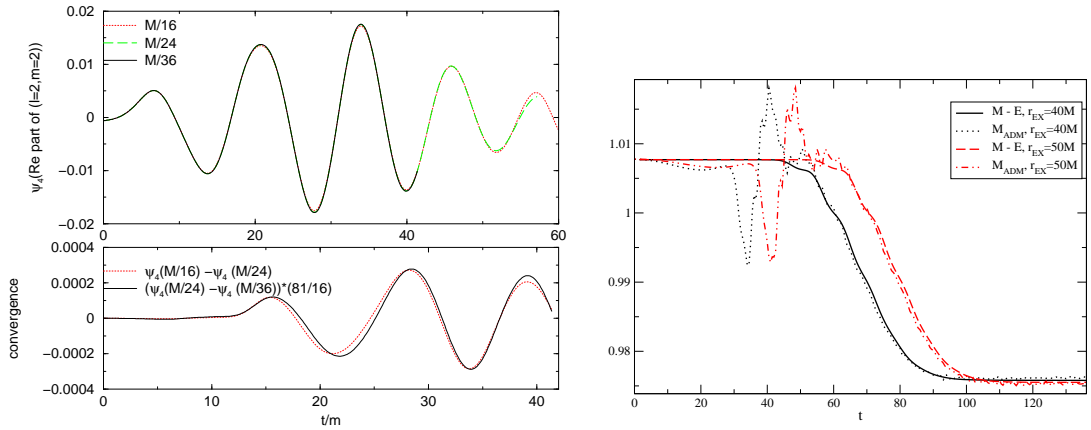 ψ4(Re part of (l=2,m=2))
0.02
0.01
0
−0.01
−0.02
M/16
M/24
M/36
0 20 40 60
convergence
0.0004
0.0002
0
−0.0002
−0.0004
ψ4(M/16) −ψ4 (M/24)
(ψ4(M/24) −ψ4 (M/36))*(81/16)
0 10 20 30 40
t/m
1.01
1
0.99
0.98
M - E, rEX=40M
MADM, rEX=40M
M - E, rEX=50M
MADM, rEX=50M
0 20 40 60 80 100 120
t